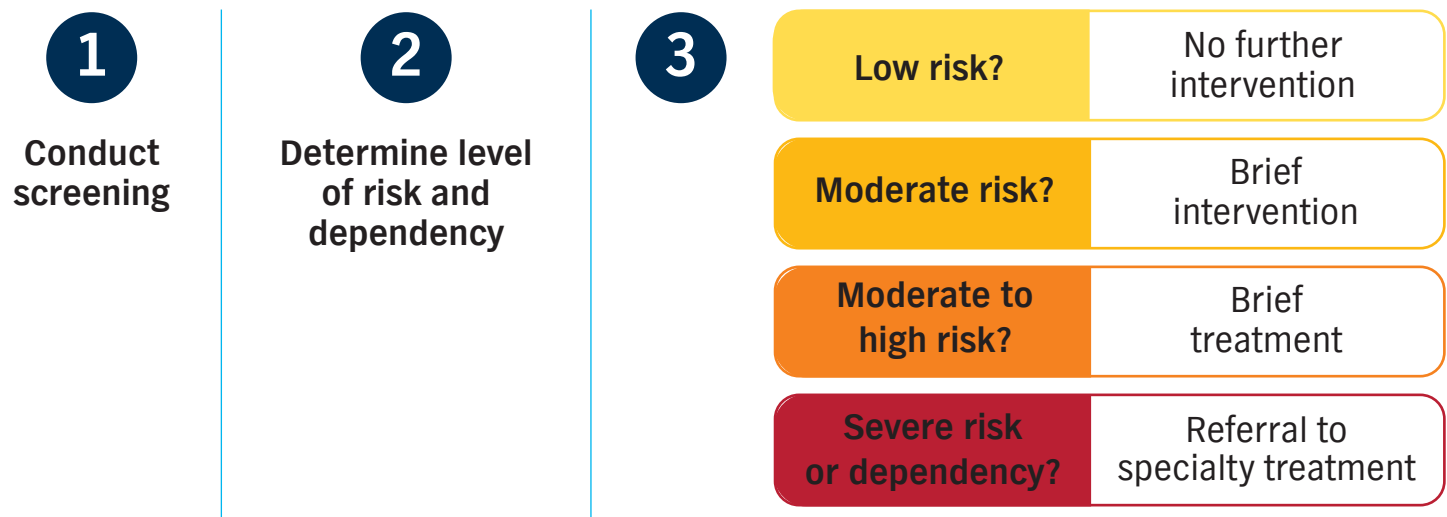 1
Conduct
screening
2
Determine level
of risk and
dependency
3
Low risk?
No further
intervention
Moderate risk?
Brief
intervention
Moderate to
high risk?
Brief
treatment
Severe risk
or dependency?
Referral to
specialty treatment